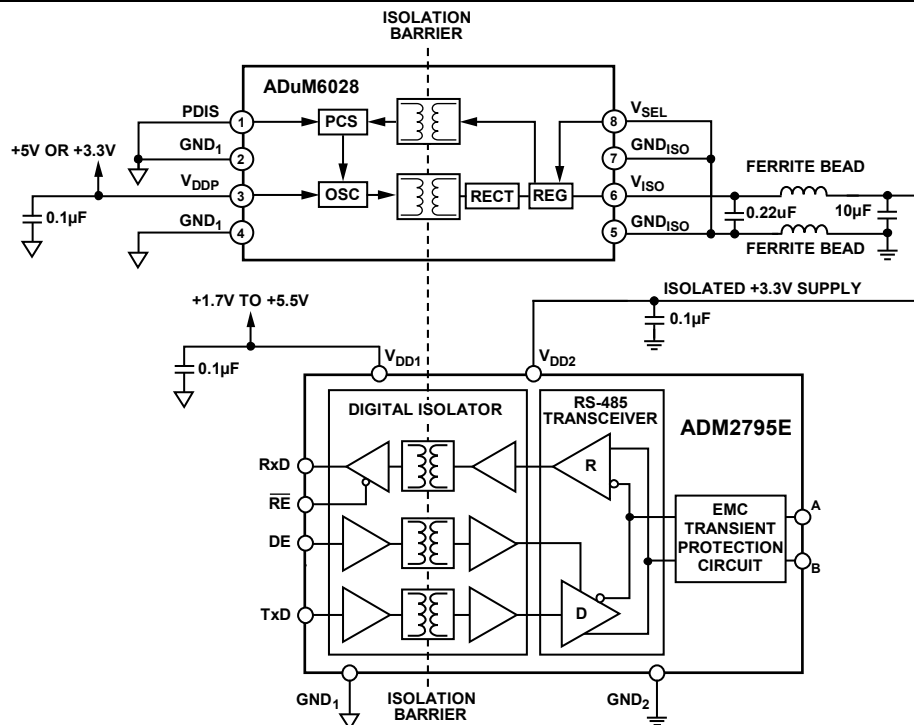 ISOLATION
BARRIER
ADuM6028
PDIS
1
PCS
8
VSEL
+5V OR +3.3V
GND1
2
7
GNDISO
FERRITE BEAD
VDDP
3
OSC
RECT
REG
6
VISO
0.1µF
0.22uF
10µF
GND1
4
5
GNDISO
FERRITE BEAD
+1.7V TO +5.5V
ISOLATED +3.3V SUPPLY
0.1µF
0.1µF
VDD1
VDD2
DIGITAL ISOLATOR
RS-485
TRANSCEIVER
ADM2795E
RxD
R
RE
EMC
TRANSIENT
PROTECTION
CIRCUIT
A
B
DE
TxD
D
GND1
ISOLATION
BARRIER
GND2